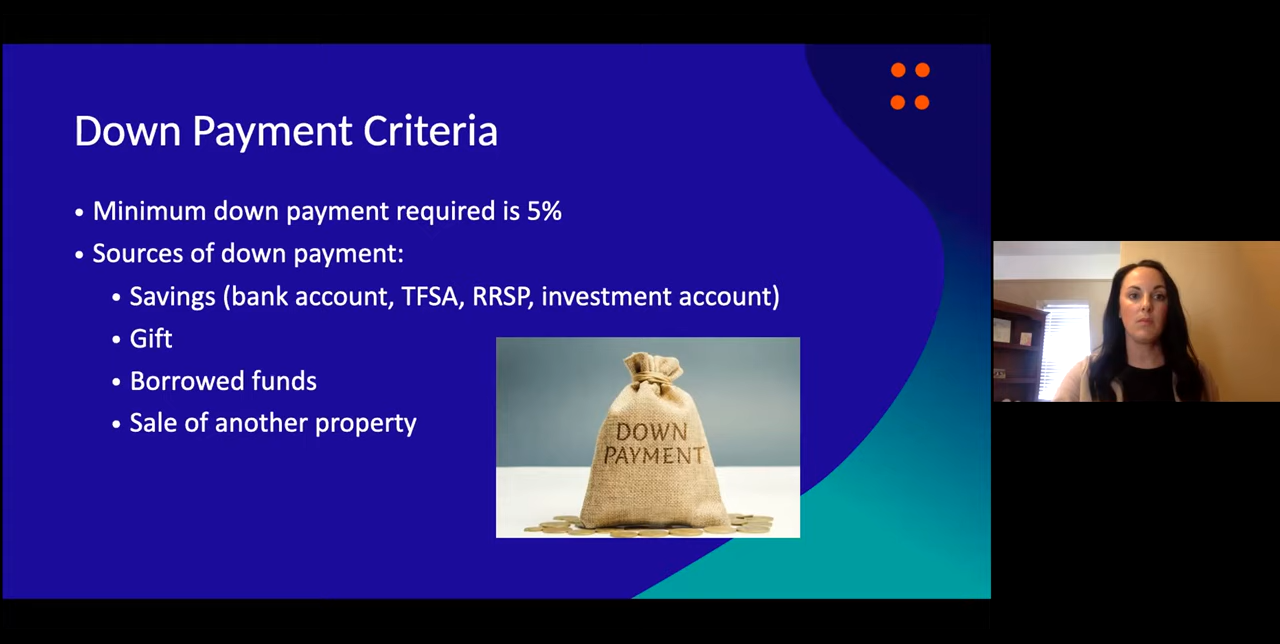 Down Payment Criteria
• Minimum down payment required is 5%
• Sources of down payment:
• Savings (bank account, TFSA, RRSP, investment account)
• Gift
• Borrowed funds
• Sale of another property
DOWN
PAYMENT